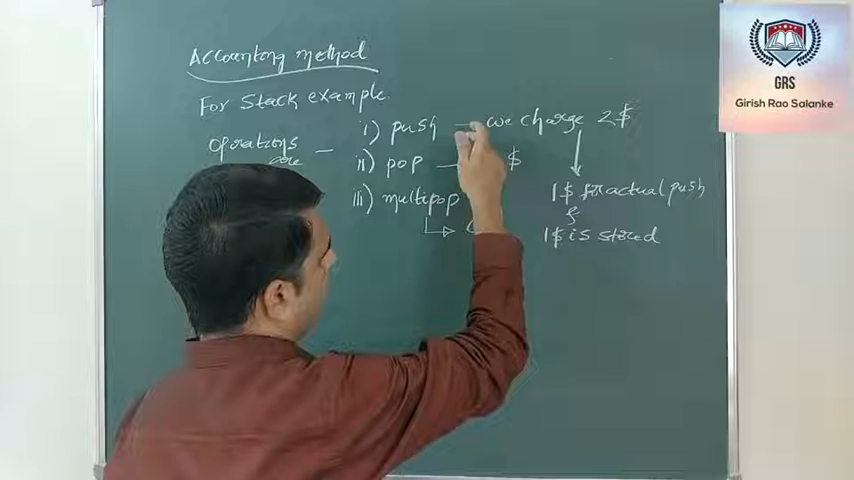 Accounting method
For Stack example.
Operations are —
i) push — we charge 2$
ii) pop — $
iii) multipop
1$ for actual push
&
1$ is stored
GRS
Girish Rao Salanke